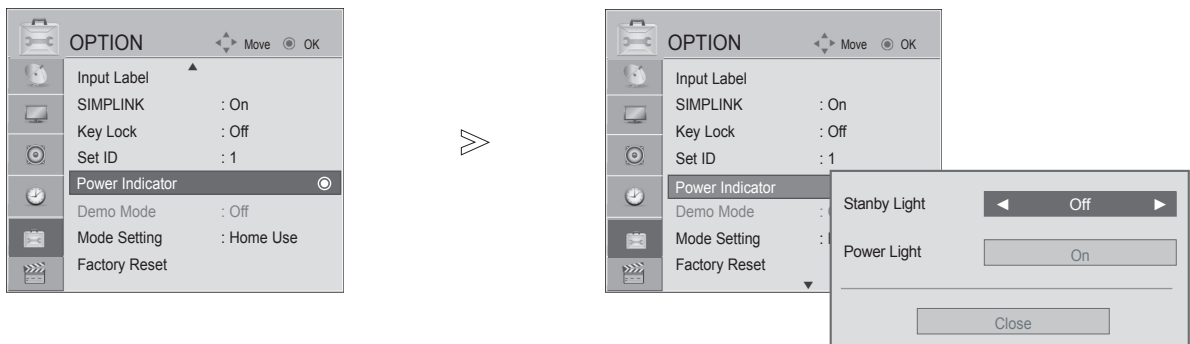 OPTION Move OK
Input Label
SIMPLINK : On
Key Lock : Off
Set ID : 1
Power Indicator
Demo Mode : Off
Mode Setting : Home Use
Factory Reset
OPTION Move OK
Input Label
SIMPLINK : On
Key Lock : Off
Set ID : 1
Power Indicator
Demo Mode :
Mode Setting :
Factory Reset
Stanby Light ◄ Off ►
Power Light On
Close